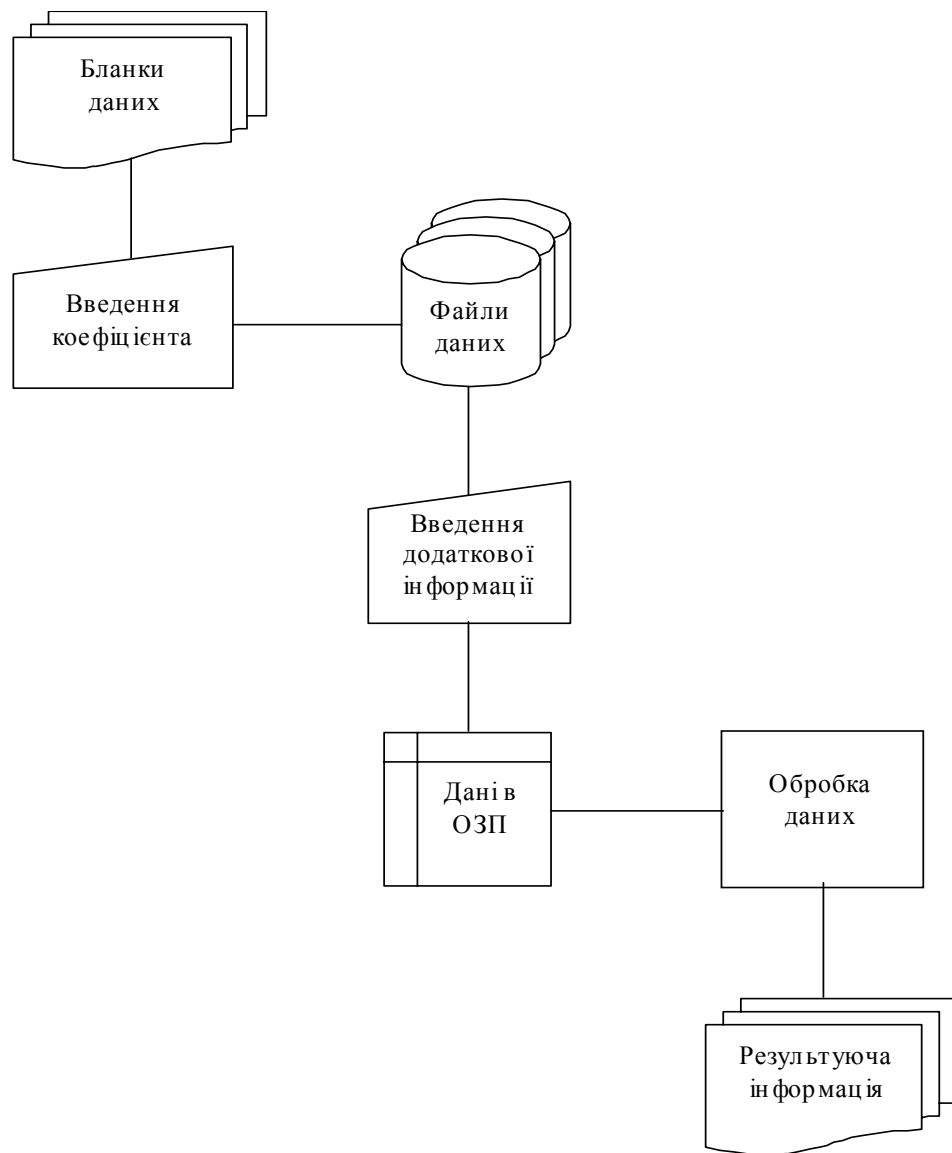 Бланки
даних
Введення
коефіцієнта
Файли
даних
Введення
додаткової
інформації
Дані в
ОЗП
Обробка
даних
Результуюча
інформація